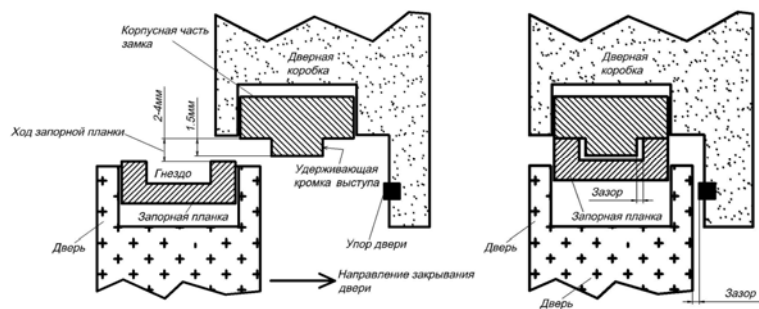 Корпусная часть
замка
Дверная
коробка
2-4мм
1.5мм
Ход запорной планки
Гнездо
Удерживающая
кромка выступа
Запорная планка
Дверь
Упор двери
Направление закрывания
двери
Дверная
коробка
Зазор
Запорная планка
Дверь
Дверь
Зазор